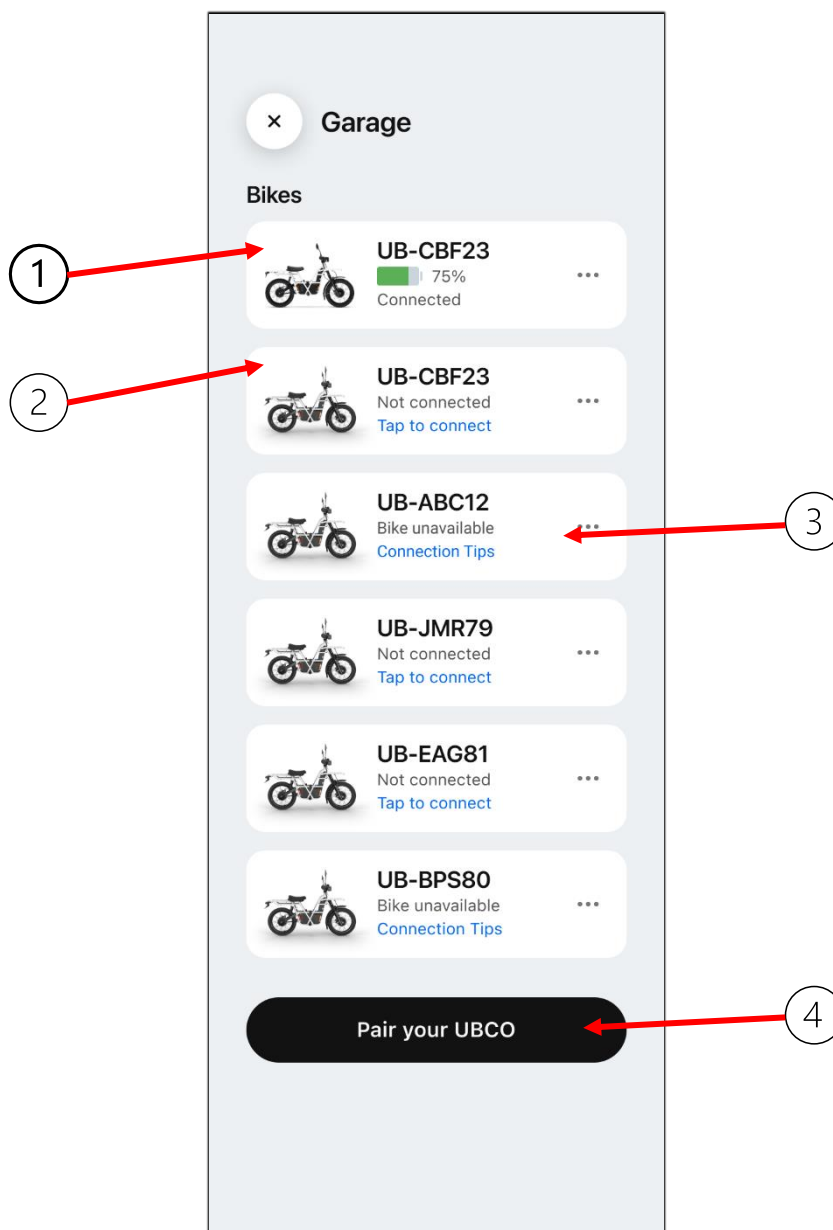 × Garage
Bikes
1
UB-CBF23
75%
Connected
2
UB-CBF23
Not connected
Tap to connect
UB-ABC12
Bike unavailable
Connection Tips
3
UB-JMR79
Not connected
Tap to connect
UB-EAG81
Not connected
Tap to connect
UB-BPS80
Bike unavailable
Connection Tips
Pair your UBCO
4